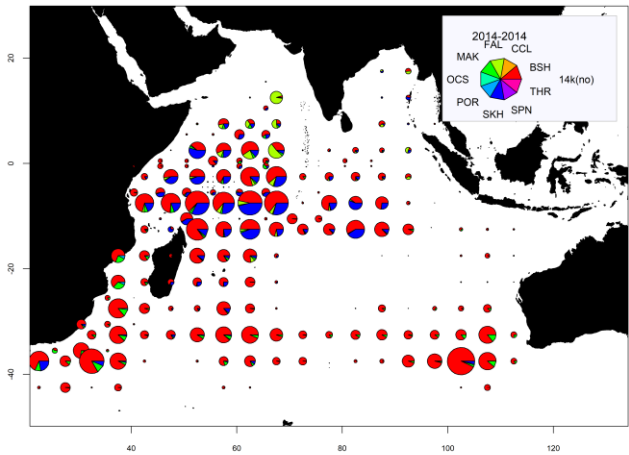 2014-2014
FAL CCL
MAK BSH
OCS 14k(no)
POR THR
SKH SPN
20
0
-20
-40
40 60 80 100 120